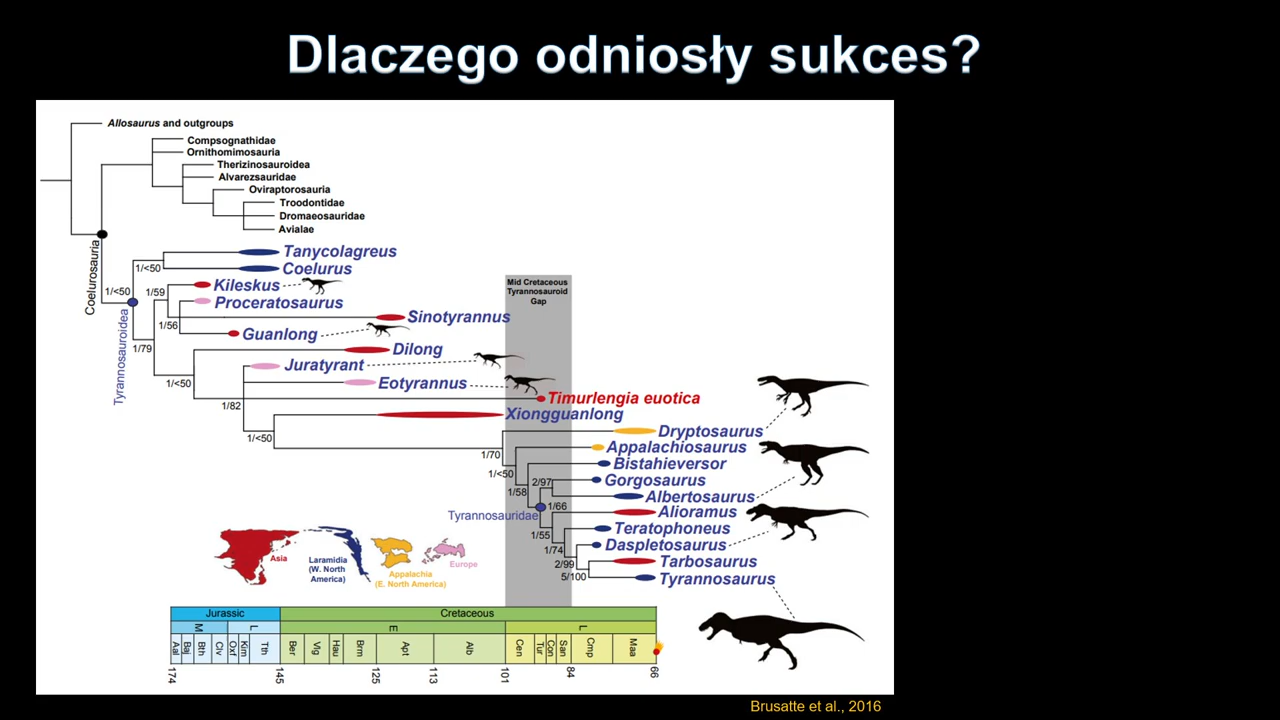 Dlaczego odniosły sukces?
Allosaurus and outgroups
Compsognathidae
Ornithomimosauria
Therizinosauroidea
Alvarezsauridae
Oviraptorosauria
Troodontidae
Dromaeosauridae
Avialae
Coelurosauria
Tyrannosauroidea
Tanycolagreus
1/<50
Coelurus
Kileskus
1/<50
1/59
Proceratosaurus
Mid Cretaceous
Tyrannosauroid
Gap
Sinotyrannus
1/56
Guanlong
1/79
Dilong
Juratyrant
1/<50
Eotyrannus
Timurlengia euotica
1/82
Xiongguanlong
1/<50
Dryptosaurus
Appalachiosaurus
1/70
Bistahieversor
1/<50
Gorgosaurus
2/97
1/58
Albertosaurus
1/66
Tyrannosauridae
Alioramus
Teratophoneus
1/55
Daspletosaurus
1/74
Tarbosaurus
2/99
5/100
Tyrannosaurus
Asia
Laramidia
(W. North
America)
Appalachia
(E. North America)
Europe
Jurassic
Cretaceous
M
L
E
L
Aal
Baj
Bth
Clv
Oxf
Kim
Tth
Ber
Vlg
Hau
Brm
Apt
Alb
Cen
Tur
Con
San
Cmp
Maa
174
145
125
113
101
84
66
Brusatte et al., 2016